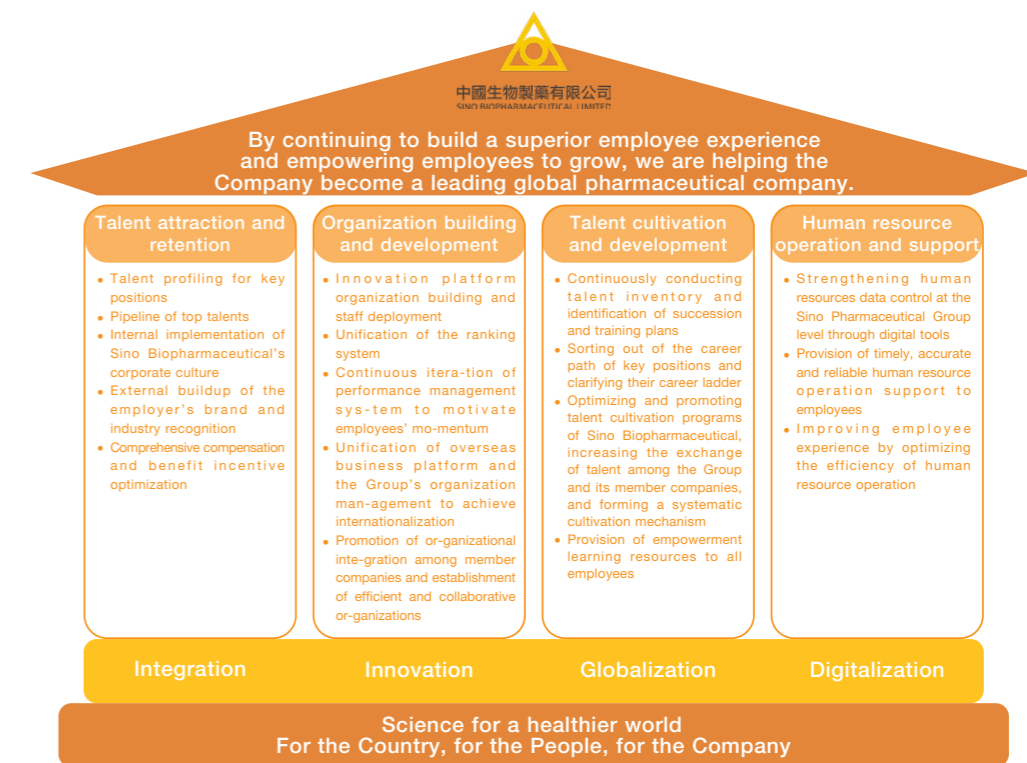 中國生物製藥有限公司
SINO BIOPHARMACEUTICAL LIMITED
By continuing to build a superior employee experience
and empowering employees to grow, we are helping the
Company become a leading global pharmaceutical company.
Talent attraction and
retention
• Talent profiling for key
positions
• Pipeline of top talents
• Internal implementation of
Sino Biopharmaceutical's
corporate culture
• External buildup of the
employer's brand and
industry recognition
• Comprehensive compensation
and benefit incentive
optimization
Organization building
and development
• Innovation platform
organization building and
staff deployment
• Unification of the ranking
system
• Continuous itera-tion of
performance management
sys-tem to motivate
employees' mo-mentum
• Unification of overseas
business platform and
the Group's organization
man-agement to achieve
internationalization
• Promotion of or-ganizational
inte-gration among member
companies and establishment
of efficient and collaborative
or-ganizations
Talent cultivation
and development
• Continuously conducting
talent inventory and
identification of succession
and training plans
• Sorting out of the career
path of key positions and
clarifying their career ladder
• Optimizing and promoting
talent cultivation programs
of Sino Biopharmaceutical,
increasing the exchange
of talent among the Group
and its member companies,
and forming a systematic
cultivation mechanism
• Provision of empowerment
learning resources to all
employees
Human resource
operation and support
• Strengthening human
resources data control at the
Sino Pharmaceutical Group
level through digital tools
• Provision of timely, accurate
and reliable human resource
operation support to
employees
• Improving employee
experience by optimizing
the efficiency of human
resource operation
Integration
Innovation
Globalization
Digitalization
Science for a healthier world
For the Country, for the People, for the Company